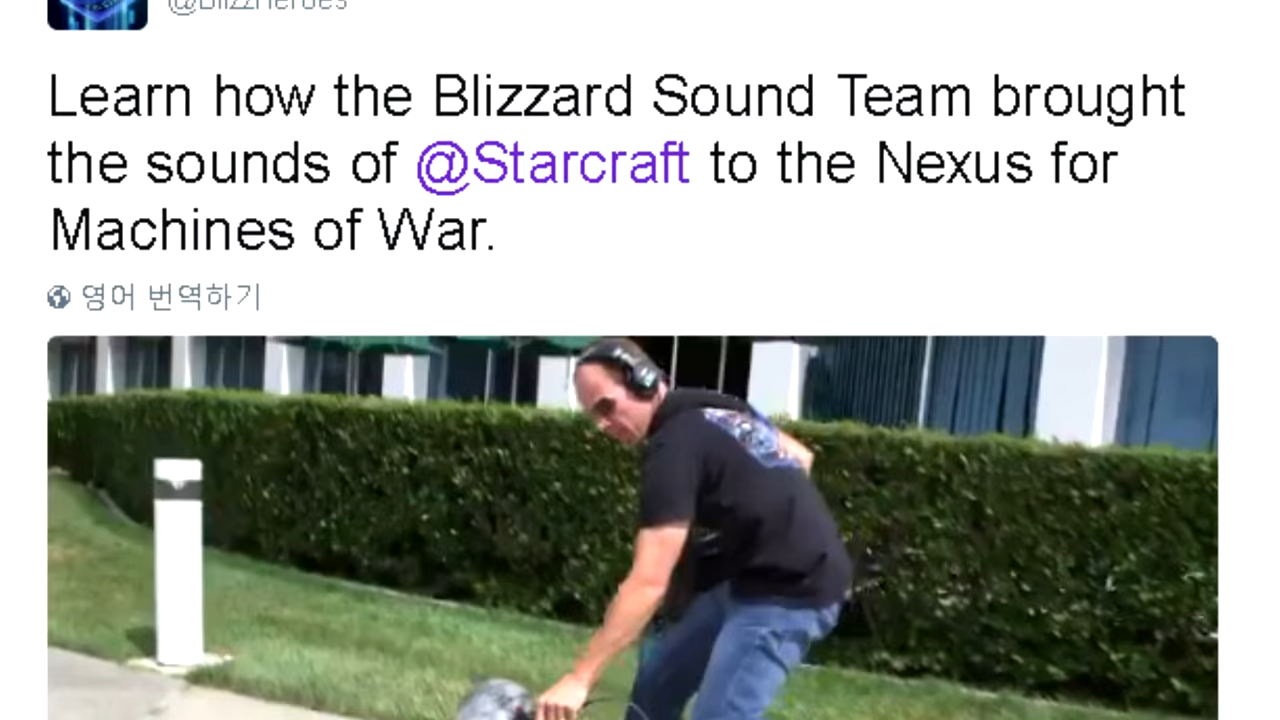 @BlizzHeroes
Learn how the Blizzard Sound Team brought
the sounds of @Starcraft to the Nexus for
Machines of War.
영어 번역하기